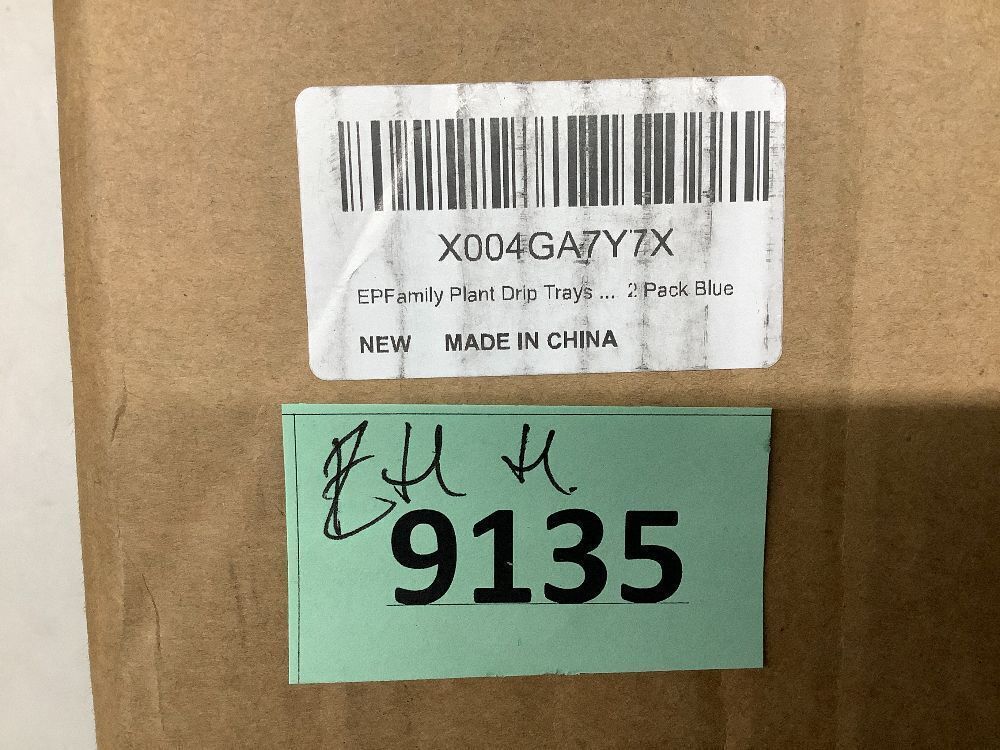 X004GA7Y7X
EPFamily Plant Drip Trays ... 2 Pack Blue
NEW MADE IN CHINA
9135